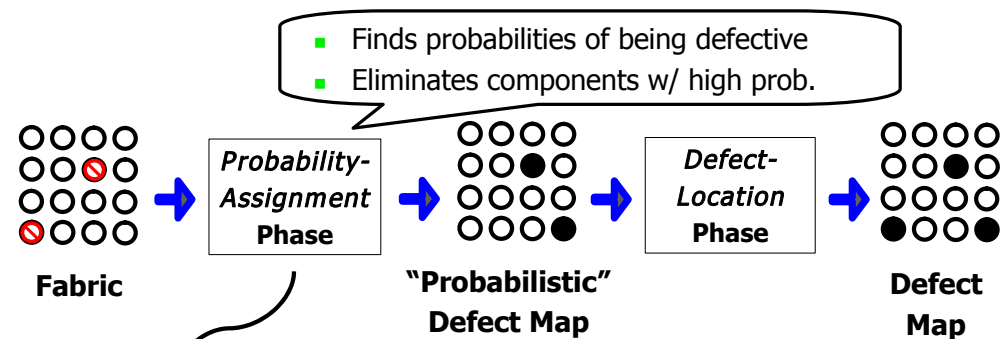 Finds probabilities of being defective
Eliminates components w/ high prob.
Probability-
Assignment
Phase
Defect-
Location
Phase
Fabric
“Probabilistic”
Defect Map
Defect
Map